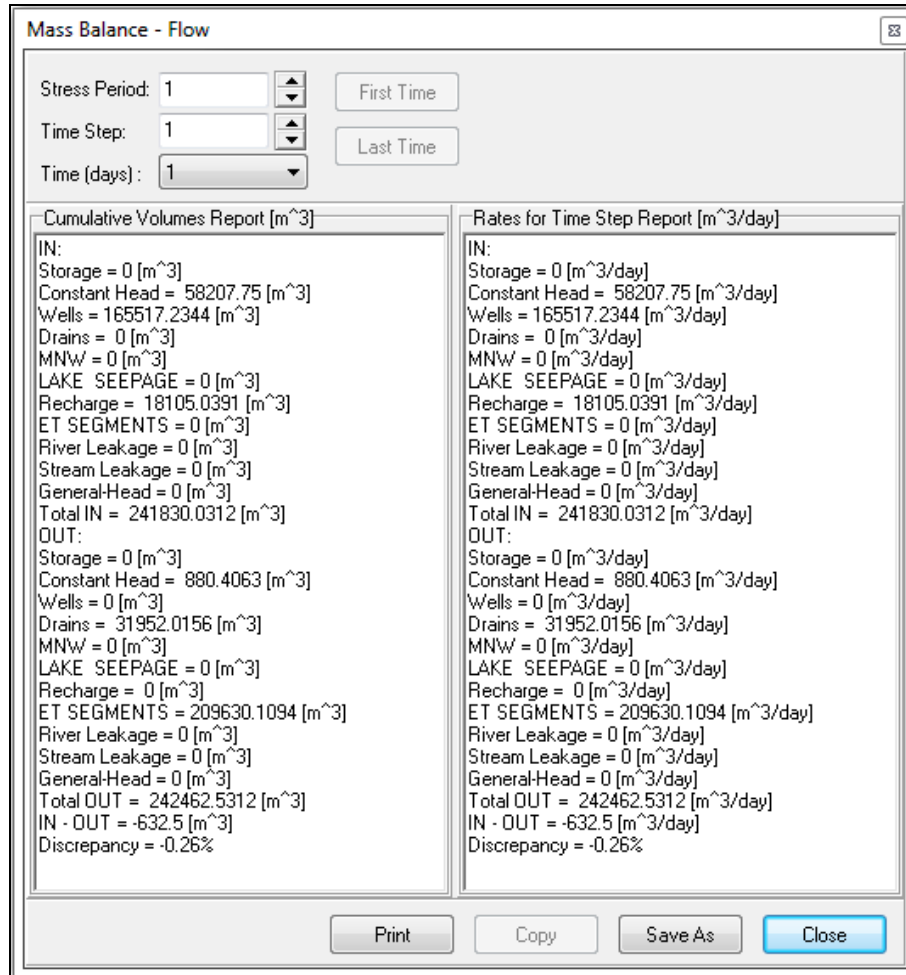 Mass Balance - Flow
Stress Period: 1
First Time
Time Step: 1
Last Time
Time (days) : 1
Cumulative Volumes Report [m^3]
IN:
Storage = 0 [m^3]
Constant Head =  58207.75 [m^3]
Wells = 165517.2344 [m^3]
Drains =  0 [m^3]
MNW = 0 [m^3]
LAKE  SEEPAGE = 0 [m^3]
Recharge =  18105.0391 [m^3]
ET SEGMENTS = 0 [m^3]
River Leakage = 0 [m^3]
Stream Leakage = 0 [m^3]
General-Head = 0 [m^3]
Total IN =  241830.0312 [m^3]
OUT:
Storage = 0 [m^3]
Constant Head =  880.4063 [m^3]
Wells = 0 [m^3]
Drains =  31952.0156 [m^3]
MNW = 0 [m^3]
LAKE  SEEPAGE = 0 [m^3]
Recharge =  0 [m^3]
ET SEGMENTS = 209630.1094 [m^3]
River Leakage = 0 [m^3]
Stream Leakage = 0 [m^3]
General-Head = 0 [m^3]
Total OUT =  242462.5312 [m^3]
IN - OUT = -632.5 [m^3]
Discrepancy = -0.26%
Rates for Time Step Report [m^3/day]
IN:
Storage = 0 [m^3/day]
Constant Head =  58207.75 [m^3/day]
Wells = 165517.2344 [m^3/day]
Drains =  0 [m^3/day]
MNW = 0 [m^3/day]
LAKE  SEEPAGE = 0 [m^3/day]
Recharge =  18105.0391 [m^3/day]
ET SEGMENTS = 0 [m^3/day]
River Leakage = 0 [m^3/day]
Stream Leakage = 0 [m^3/day]
General-Head = 0 [m^3/day]
Total IN =  241830.0312 [m^3/day]
OUT:
Storage = 0 [m^3/day]
Constant Head =  880.4063 [m^3/day]
Wells = 0 [m^3/day]
Drains =  31952.0156 [m^3/day]
MNW = 0 [m^3/day]
LAKE  SEEPAGE = 0 [m^3/day]
Recharge =  0 [m^3/day]
ET SEGMENTS = 209630.1094 [m^3/day]
River Leakage = 0 [m^3/day]
Stream Leakage = 0 [m^3/day]
General-Head = 0 [m^3/day]
Total OUT =  242462.5312 [m^3/day]
IN - OUT = -632.5 [m^3/day]
Discrepancy = -0.26%
Print
Copy
Save As
Close